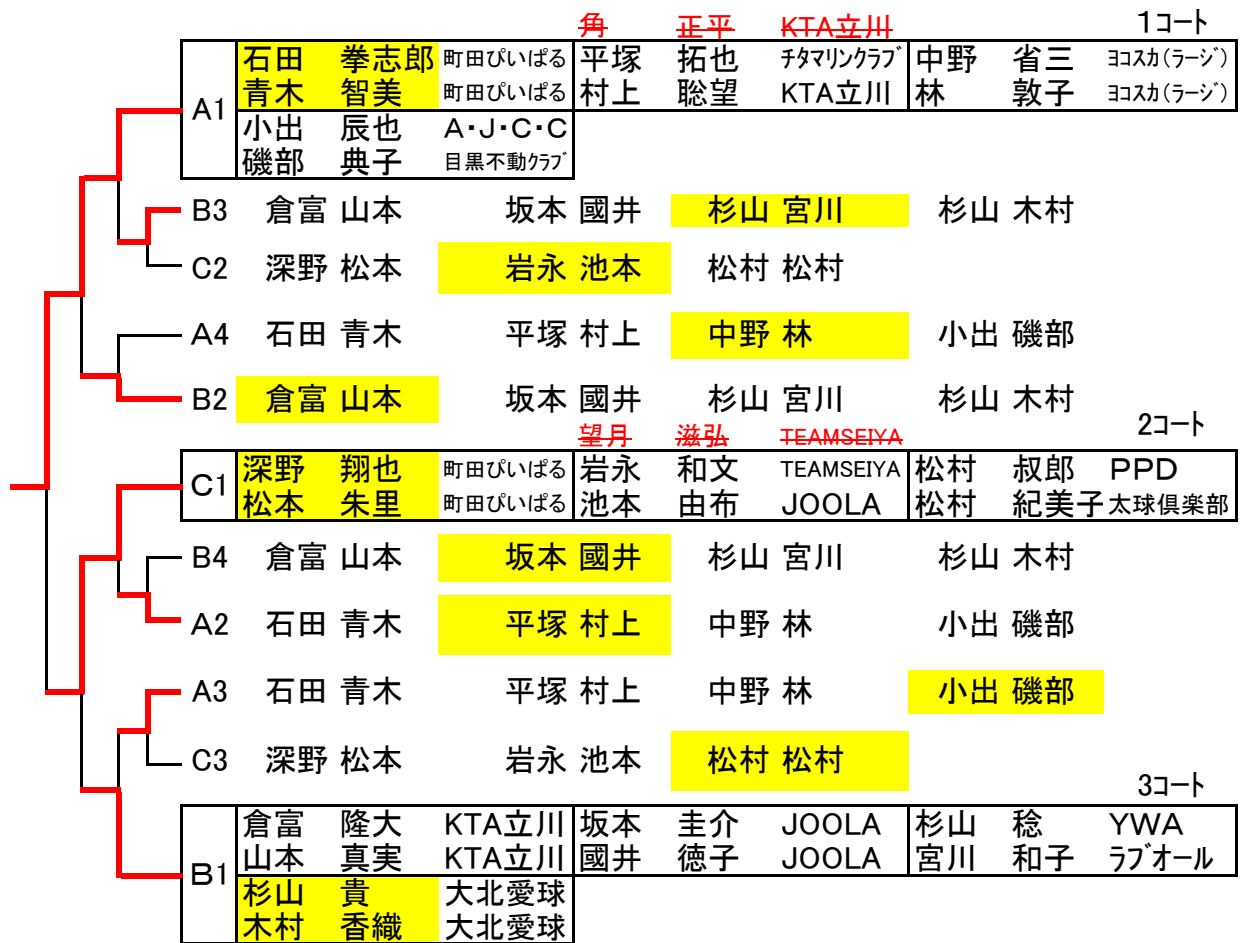 角 正平 KTA立川 1コート
石田 拳志郎 町田ぴいぱる 平塚 拓也 チタマリンクラブ 中野 省三 ヨコスカ(ラージ)
A1 青木 智美 町田ぴいぱる 村上 聡望 KTA立川 林 敦子 ヨコスカ(ラージ)
小出 辰也 A・J・C・C
磯部 典子 目黒不動クラブ
B3 倉富 山本 坂本 國井 杉山 宮川 杉山 木村
C2 深野 松本 岩永 池本 松村 松村
A4 石田 青木 平塚 村上 中野 林 小出 磯部
B2 倉富 山本 坂本 國井 杉山 宮川 杉山 木村
望月 滋弘 TEAMSEIYA 2コート
C1 深野 翔也 町田ぴいぱる 岩永 和文 TEAMSEIYA 松村 叔郎 PPD
松本 朱里 町田ぴいぱる 池本 由布 JOOLA 松村 紀美子 太球倶楽部
B4 倉富 山本 坂本 國井 杉山 宮川 杉山 木村
A2 石田 青木 平塚 村上 中野 林 小出 磯部
A3 石田 青木 平塚 村上 中野 林 小出 磯部
C3 深野 松本 岩永 池本 松村 松村
3コート
倉富 隆大 KTA立川 坂本 圭介 JOOLA 杉山 稔 YWA
B1 山本 真実 KTA立川 國井 徳子 JOOLA 宮川 和子 ラブオール
杉山 貴 大北愛球
木村 香織 大北愛球